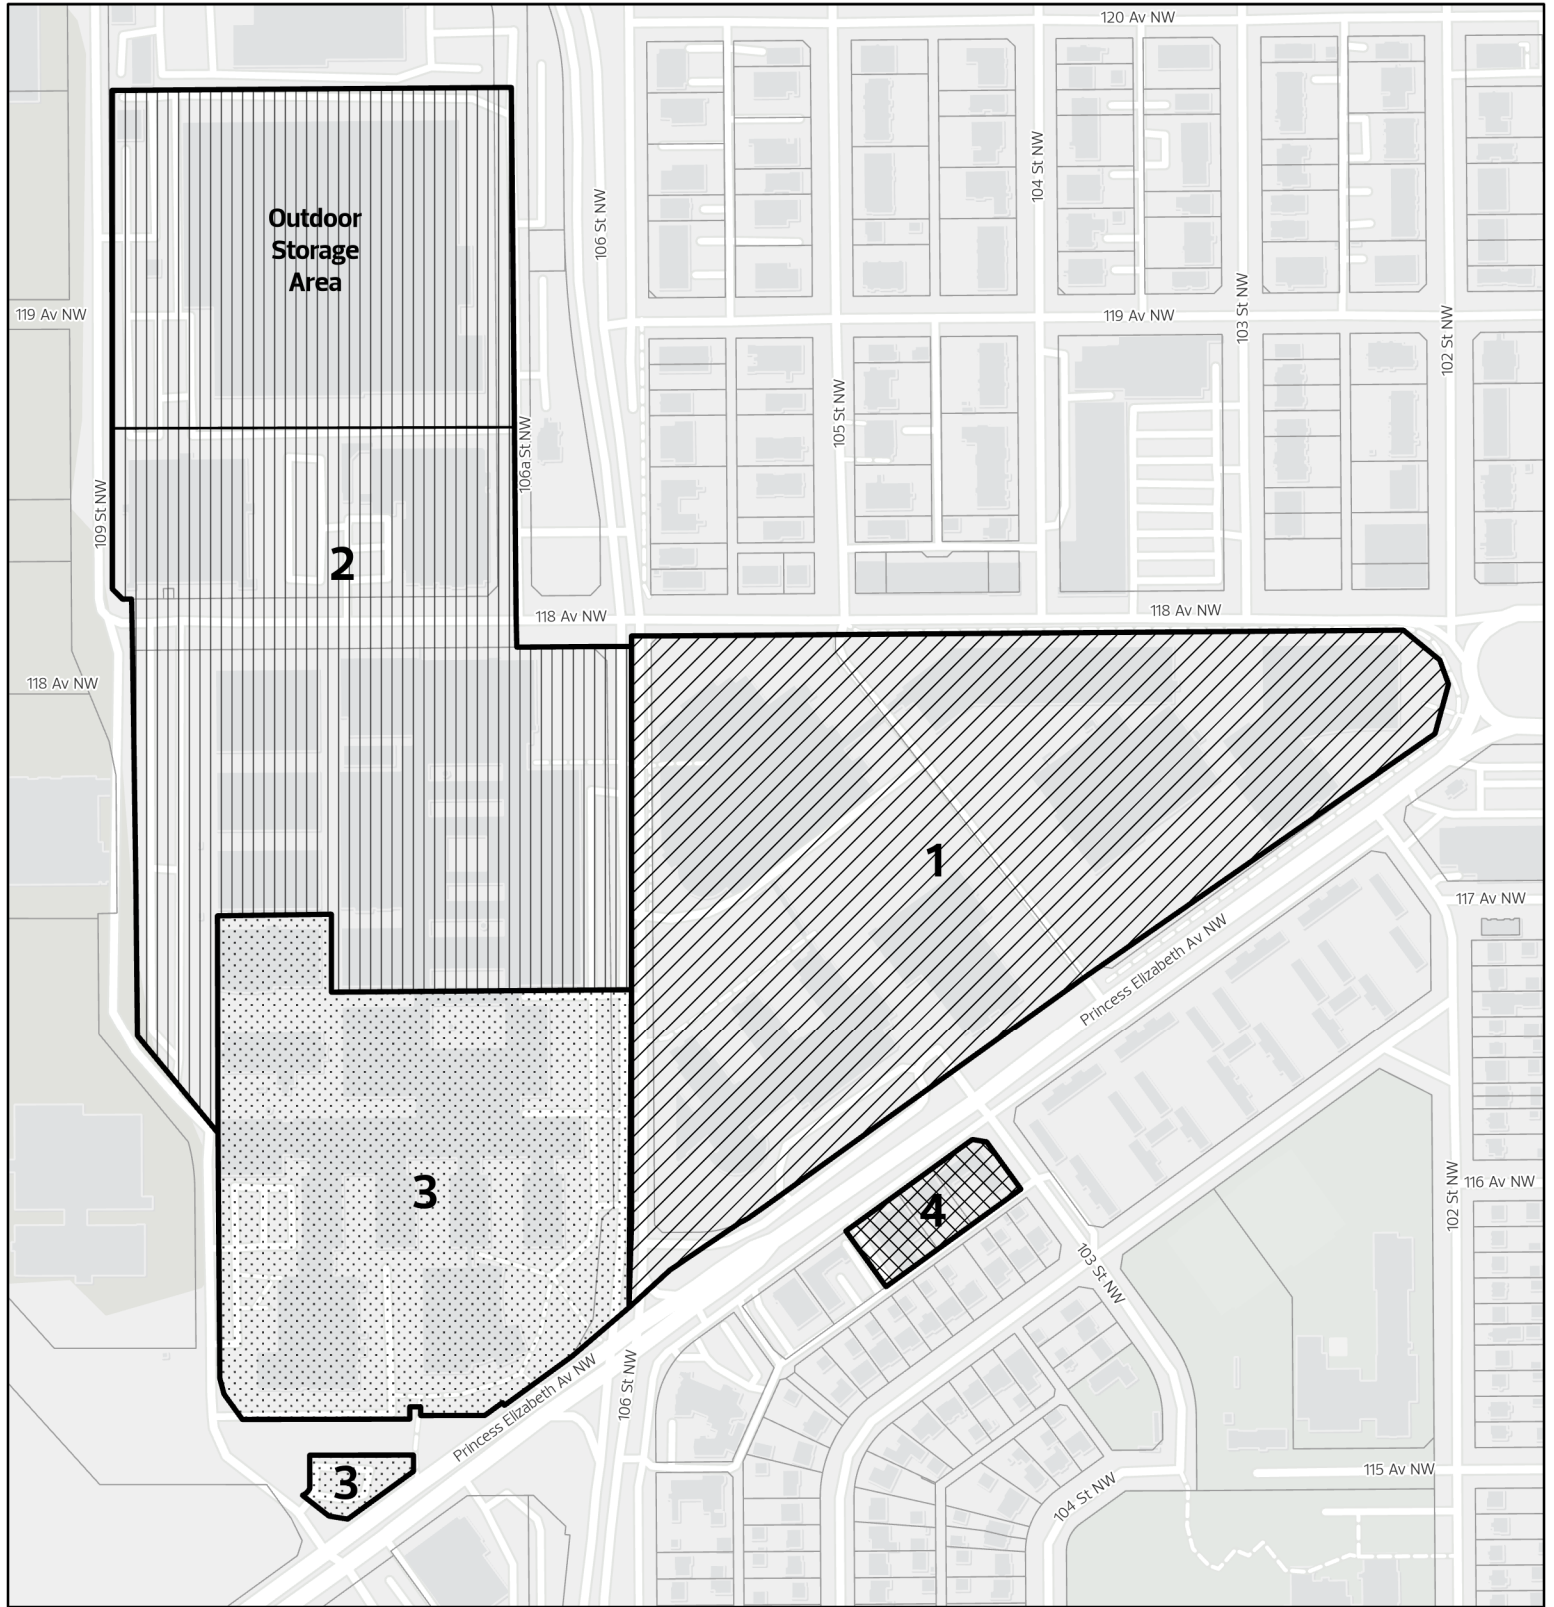 120 Av NW
104 St NW
106 St NW
Outdoor
Storage
Area
103 St NW
119 Av NW
119 Av NW
102 St NW
105 St NW
106a St NW
109 St NW
2
118 Av NW
118 Av NW
118 Av NW
1
117 Av NW
Princess Elizabeth Av NW
3
4
116 Av NW
102 St NW
103 St NW
Princess Elizabeth Av NW
106 St NW
115 Av NW
3
104 St NW